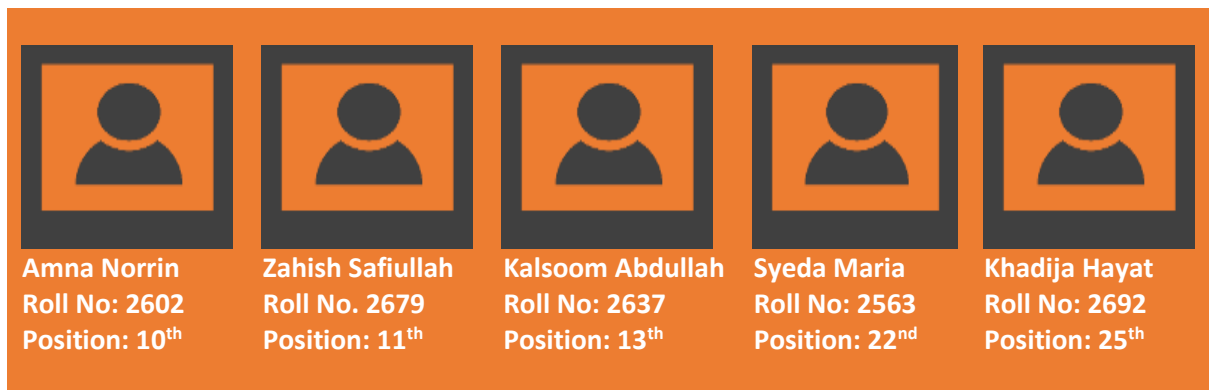 Amna Norrin
Roll No: 2602
Position: 10th
Zahish Safiullah
Roll No. 2679
Position: 11th
Kalsoom Abdullah
Roll No: 2637
Position: 13th
Syeda Maria
Roll No: 2563
Position: 22nd
Khadija Hayat
Roll No: 2692
Position: 25th